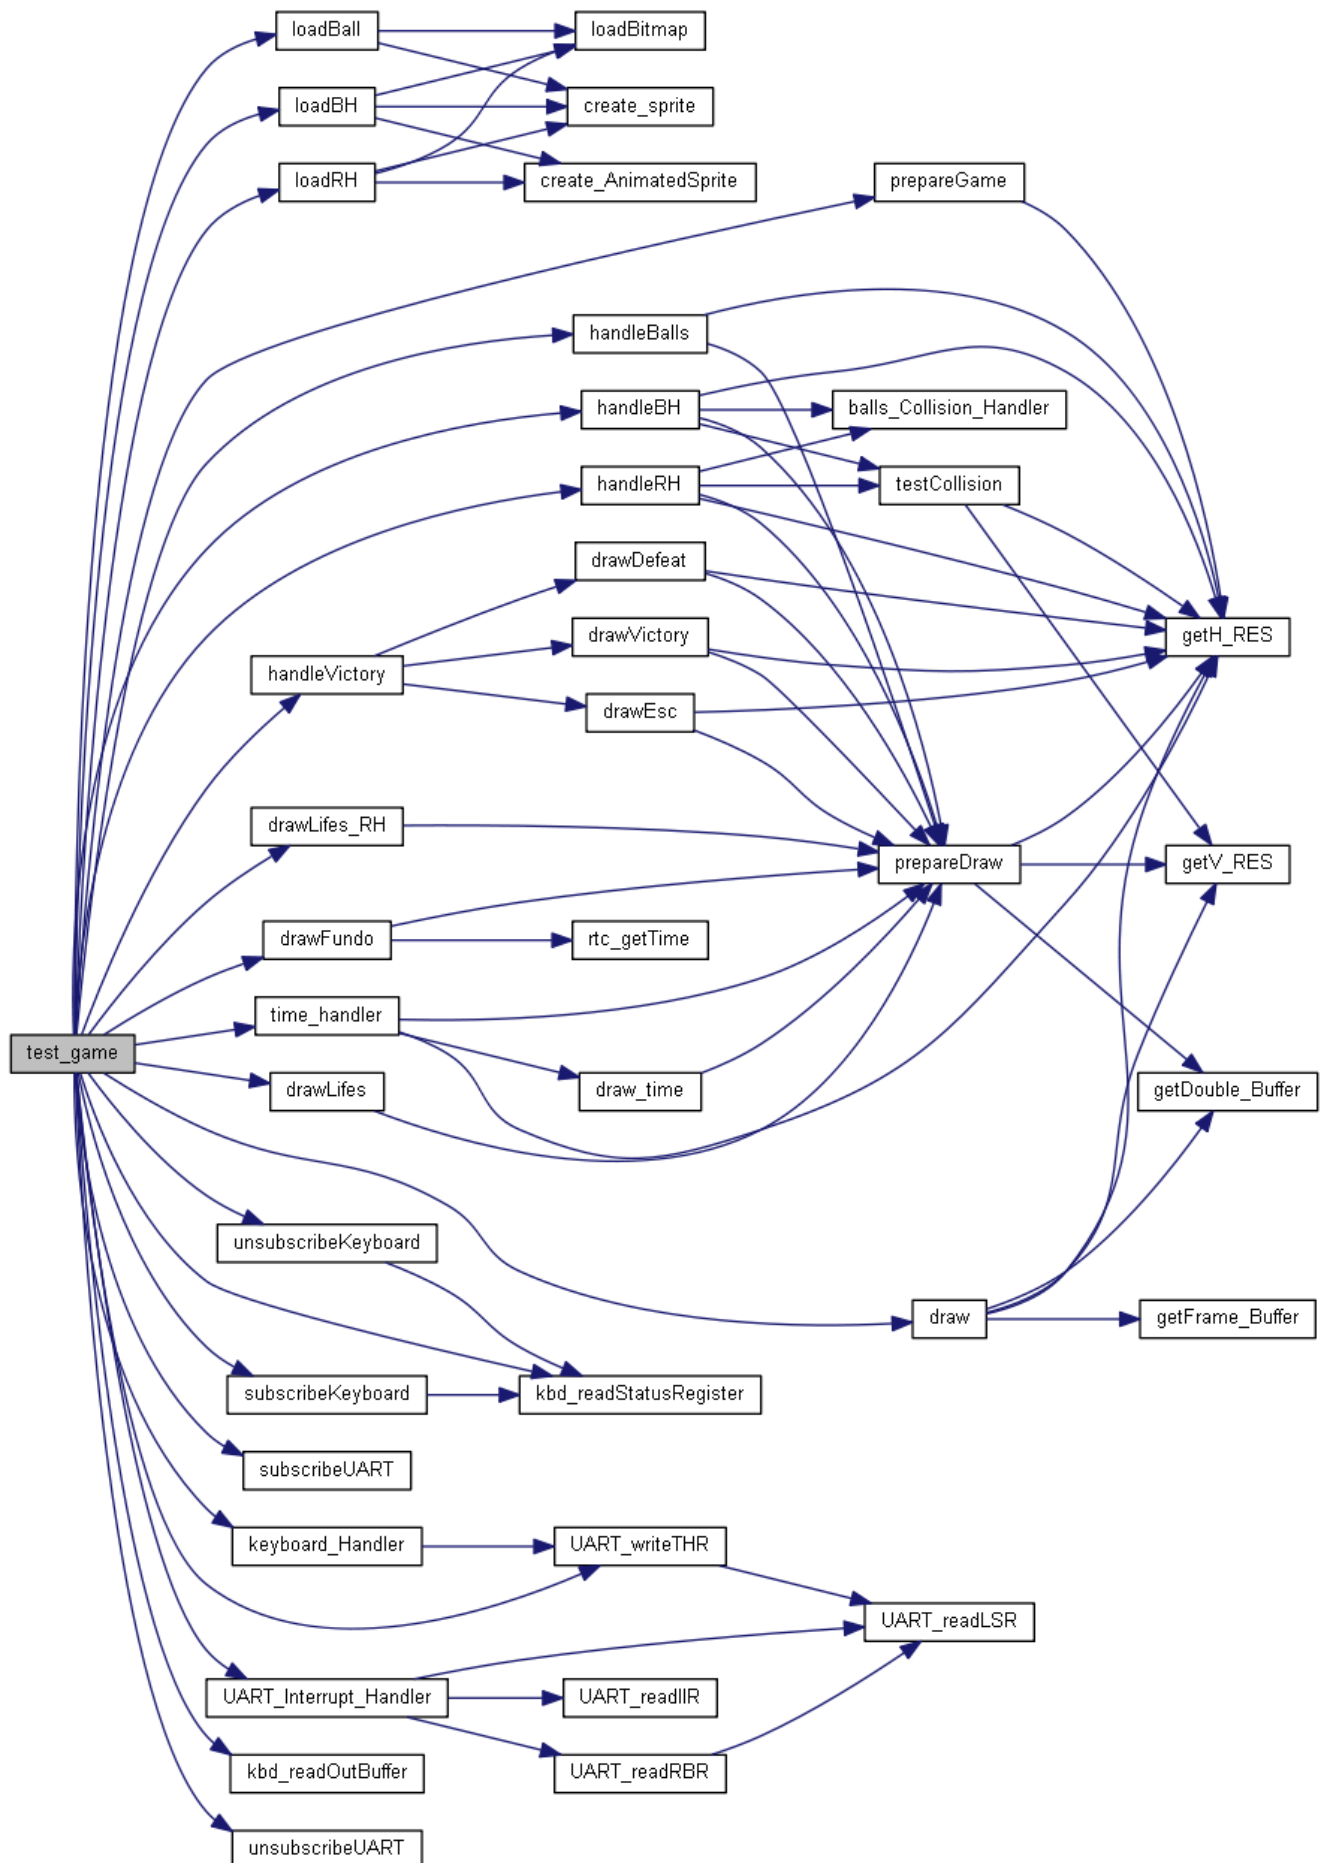 loadBall
loadBitmap
loadBH
create_sprite
loadRH
create_AnimatedSprite
prepareGame
handleBalls
handleBH
balls_Collision_Handler
handleRH
testCollision
drawDefeat
drawVictory
getH_RES
handleVictory
drawEsc
drawLifes_RH
prepareDraw
getV_RES
drawFundo
rtc_getTime
time_handler
test_game
drawLifes
draw_time
getDouble_Buffer
unsubscribeKeyboard
draw
getFrame_Buffer
subscribeKeyboard
kbd_readStatusRegister
subscribeUART
keyboard_Handler
UART_writeTHR
UART_readLSR
UART_Interrupt_Handler
UART_readIIR
kbd_readOutBuffer
UART_readRBR
unsubscribeUART